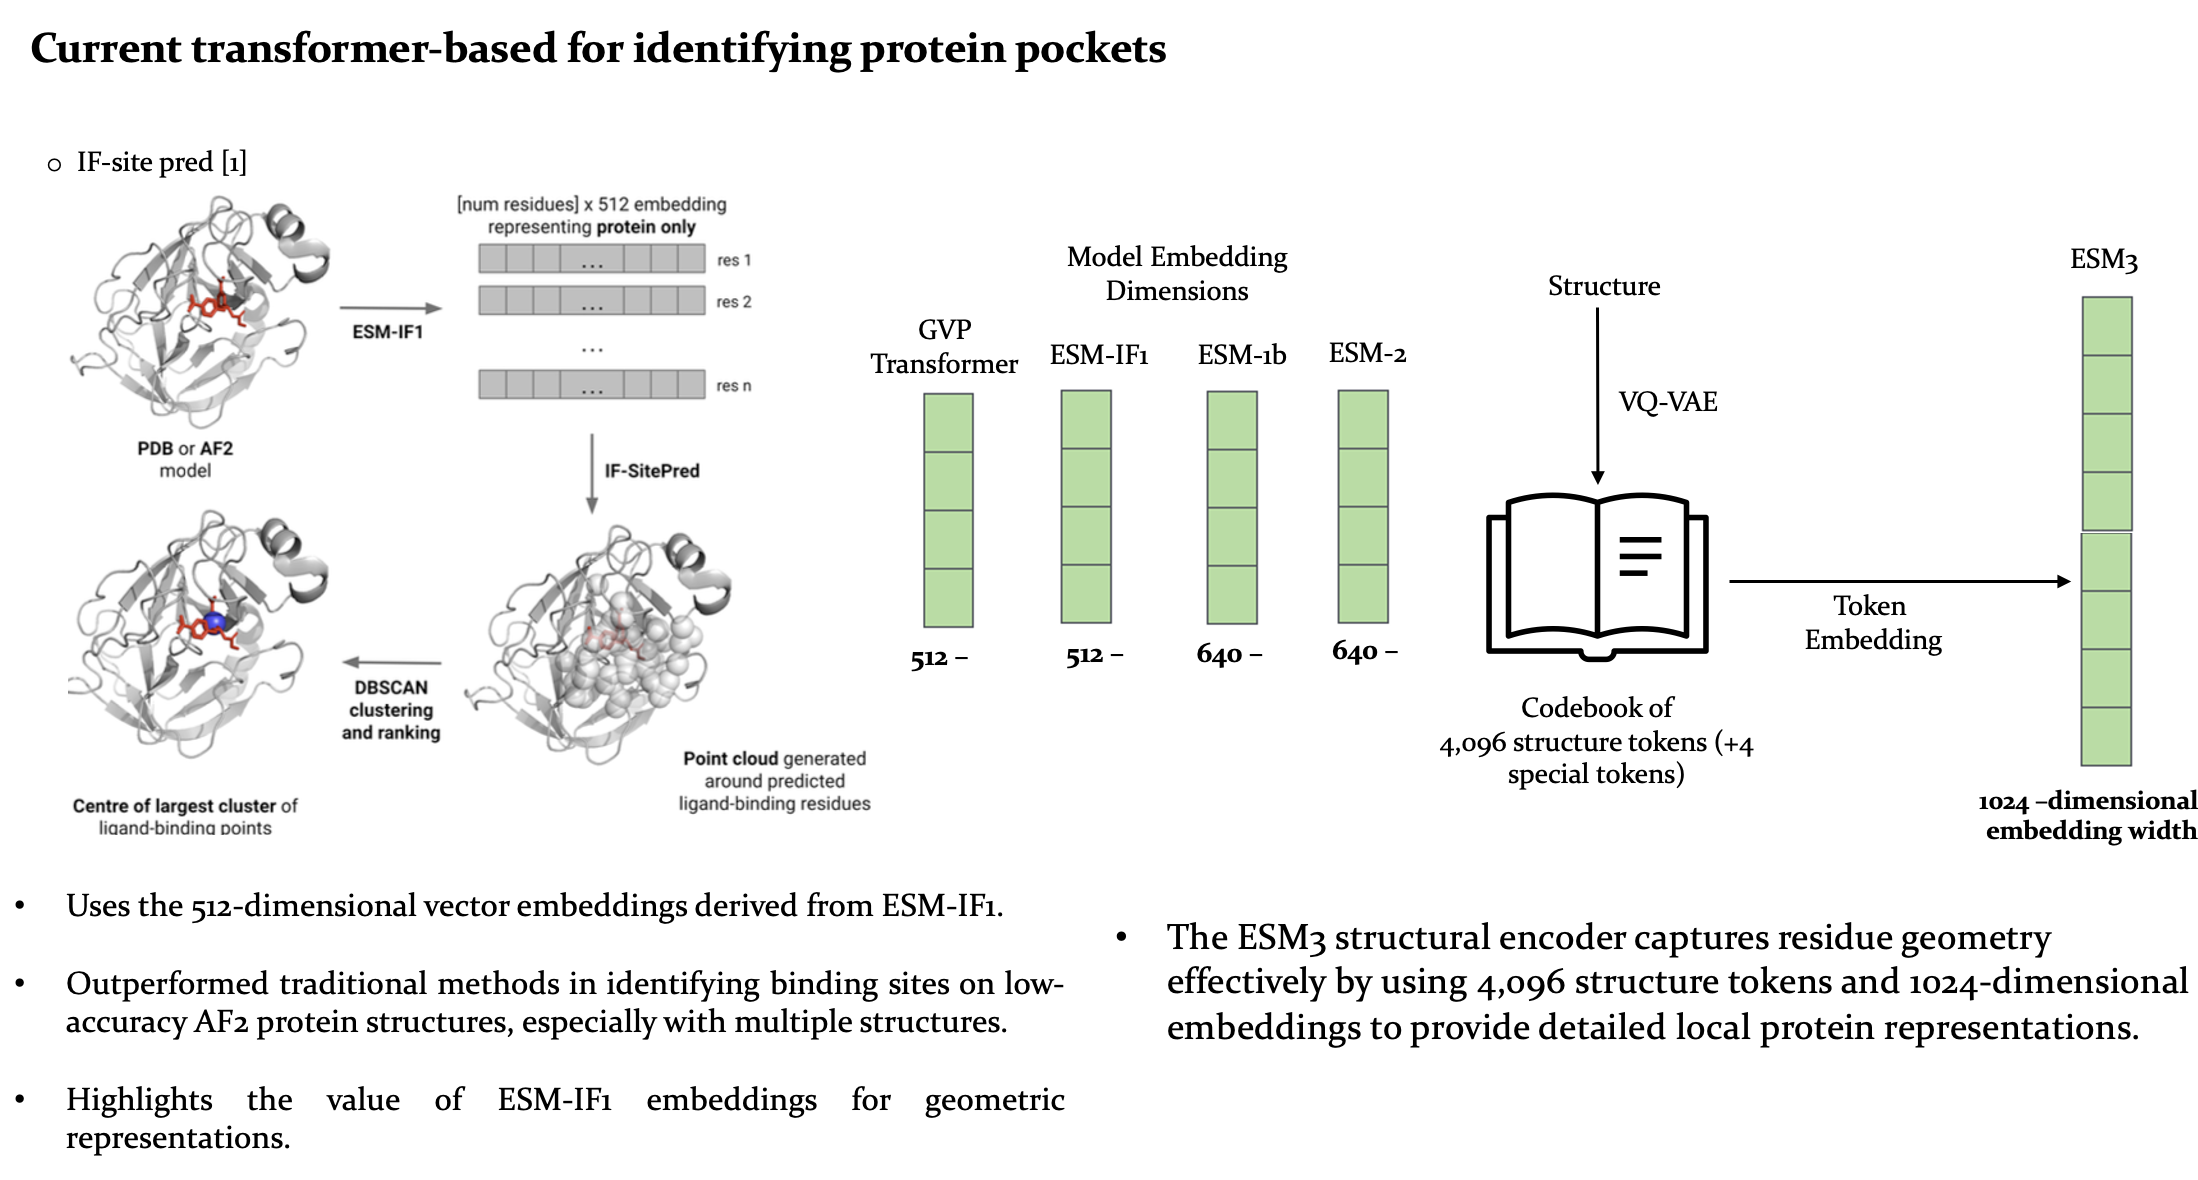 Current transformer-based for identifying protein pockets
IF-site pred [1]
[num residues] x 512 embedding
representing protein only
... res 1
... res 2
...
... res n
ESM-IF1
PDB or AF2
model
IF-SitePred
DBSCAN
clustering
and ranking
Point cloud generated
around predicted
ligand-binding residues
Centre of largest cluster of
ligand-binding points
Model Embedding
Dimensions
GVP
Transformer
ESM-IF1
ESM-1b
ESM-2
512 –
512 –
640 –
640 –
Structure
VQ-VAE
Codebook of
4,096 structure tokens (+4
special tokens)
Token
Embedding
ESM3
1024 –dimensional
embedding width
• Uses the 512-dimensional vector embeddings derived from ESM-IF1.
• Outperformed traditional methods in identifying binding sites on low-
accuracy AF2 protein structures, especially with multiple structures.
• Highlights the value of ESM-IF1 embeddings for geometric
representations.
• The ESM3 structural encoder captures residue geometry
effectively by using 4,096 structure tokens and 1024-dimensional
embeddings to provide detailed local protein representations.